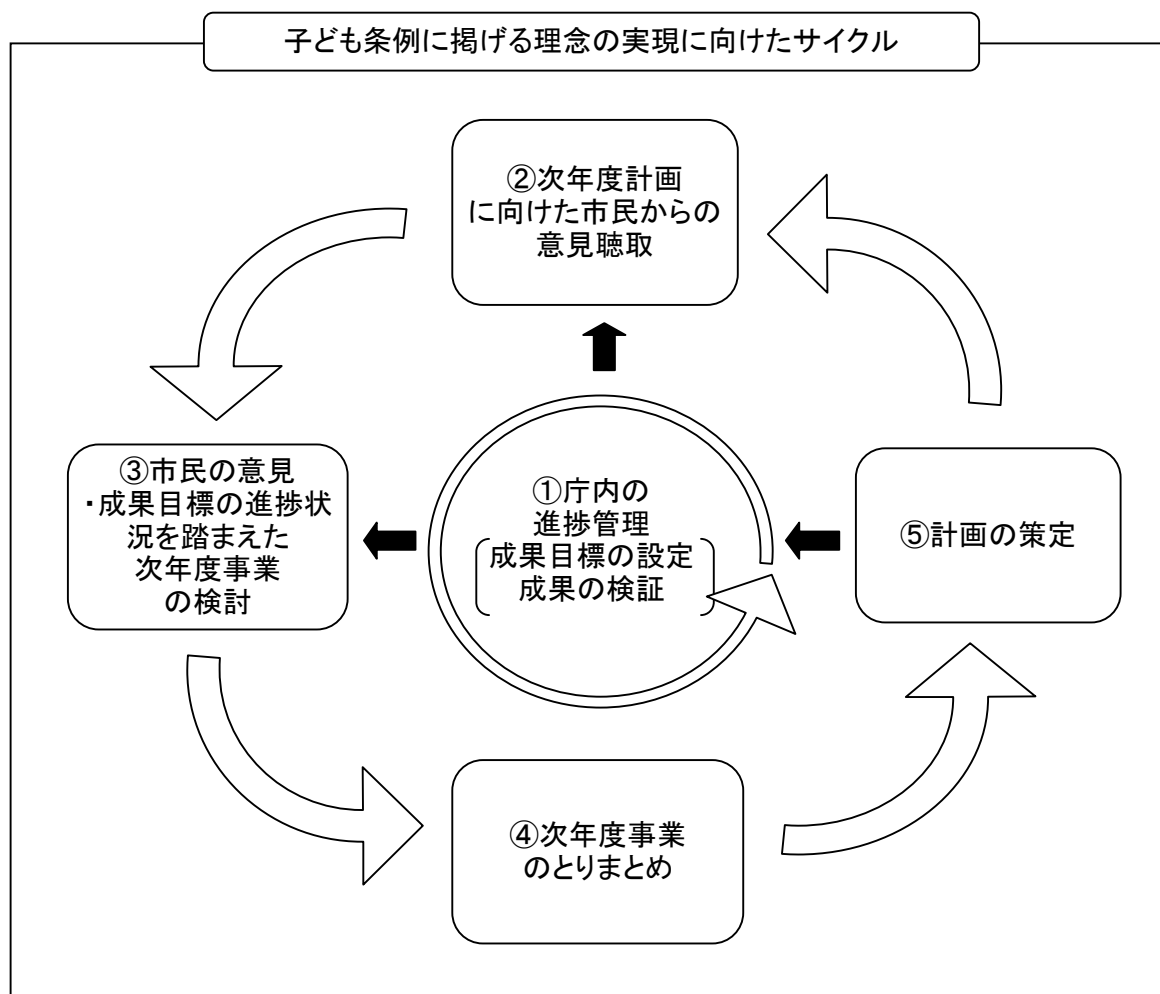 子ども条例に掲げる理念の実現に向けたサイクル
②次年度計画
に向けた市民からの
意見聴取
③市民の意見
・成果目標の進捗状
況を踏まえた
次年度事業
の検討
①庁内の
進捗管理
成果目標の設定
成果の検証
⑤計画の策定
④次年度事業
のとりまとめ